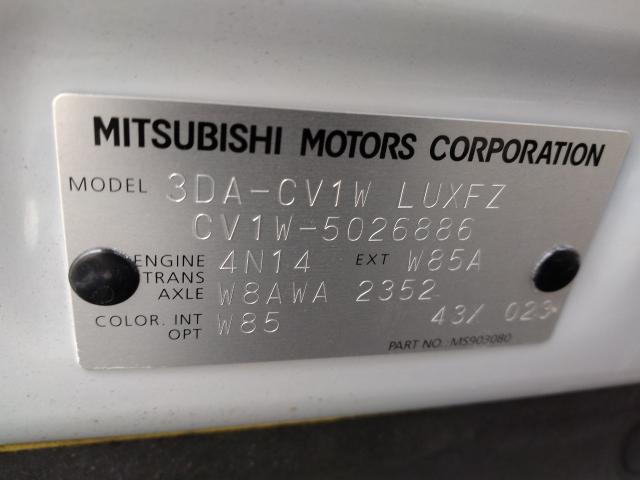 MITSUBISHI MOTORS CORPORATION
MODEL 3DA-CV1W LUXFZ
CV1W-5026886
ENGINE 4N14 EXT W85A
TRANS
AXLE W8AWA 2352
COLOR. INT W85 43/ 023
OPT
PART NO. MS903080